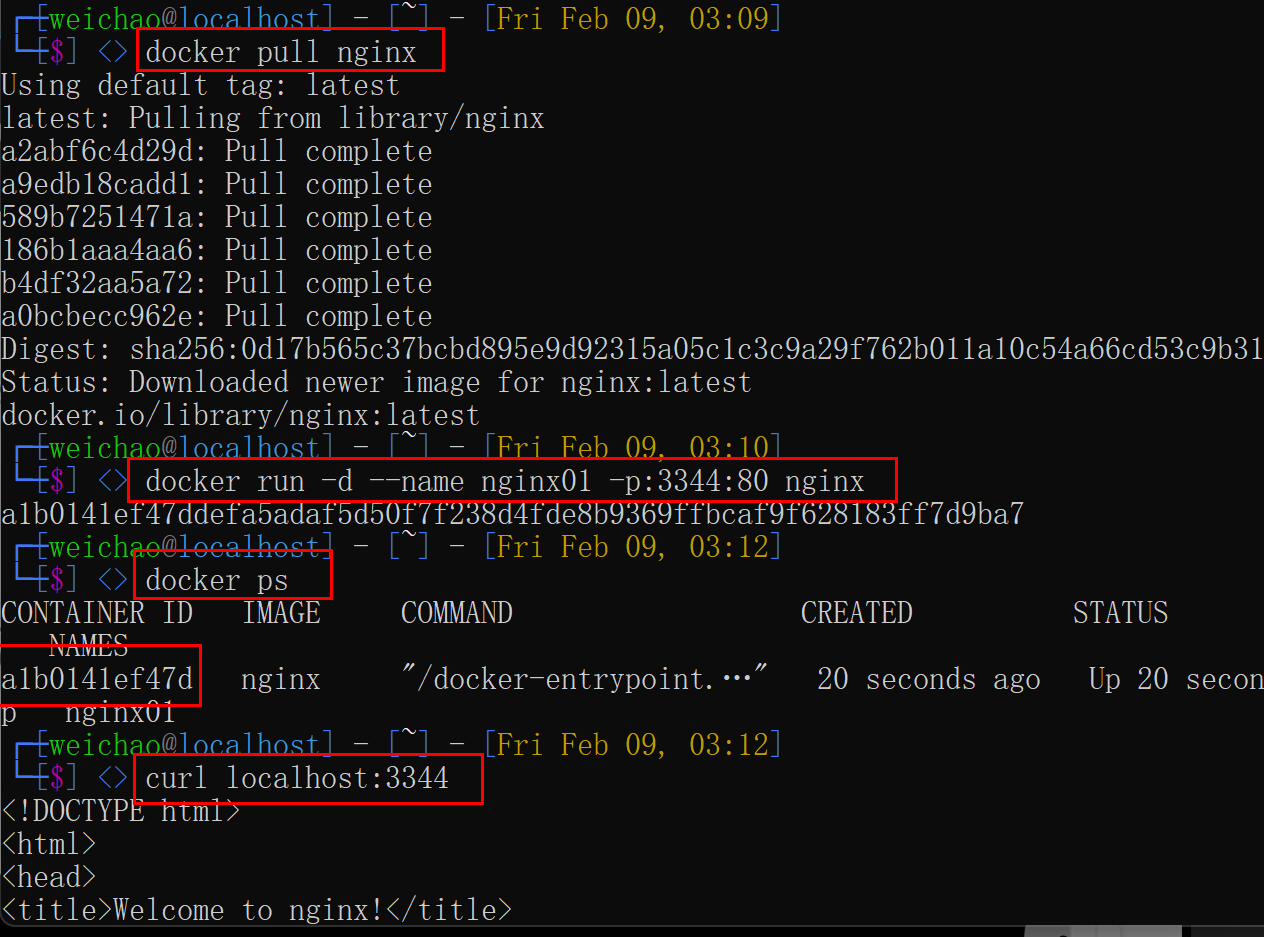 ┌─[weichao@localhost] - [~] - [Fri Feb 09, 03:09]
└─[$] <> docker pull nginx
Using default tag: latest
latest: Pulling from library/nginx
a2abf6c4d29d: Pull complete
a9edb18cadd1: Pull complete
589b7251471a: Pull complete
186b1aaa4aa6: Pull complete
b4df32aa5a72: Pull complete
a0bcbecc962e: Pull complete
Digest: sha256:0d17b565c37bcbd895e9d92315a05c1c3c9a29f762b011a10c54a66cd53c9b31
Status: Downloaded newer image for nginx:latest
docker.io/library/nginx:latest
┌─[weichao@localhost] - [~] - [Fri Feb 09, 03:10]
└─[$] <> docker run -d --name nginx01 -p:3344:80 nginx
a1b0141ef47ddefa5adaf5d50f7f238d4fde8b9369ffbcaf9f628183ff7d9ba7
┌─[weichao@localhost] - [~] - [Fri Feb 09, 03:12]
└─[$] <> docker ps
CONTAINER ID   IMAGE     COMMAND                  CREATED          STATUS
   NAMES
a1b0141ef47d   nginx     "/docker-entrypoint.…"   20 seconds ago   Up 20 secon
p   nginx01
┌─[weichao@localhost] - [~] - [Fri Feb 09, 03:12]
└─[$] <> curl localhost:3344
<!DOCTYPE html>
<html>
<head>
<title>Welcome to nginx!</title>